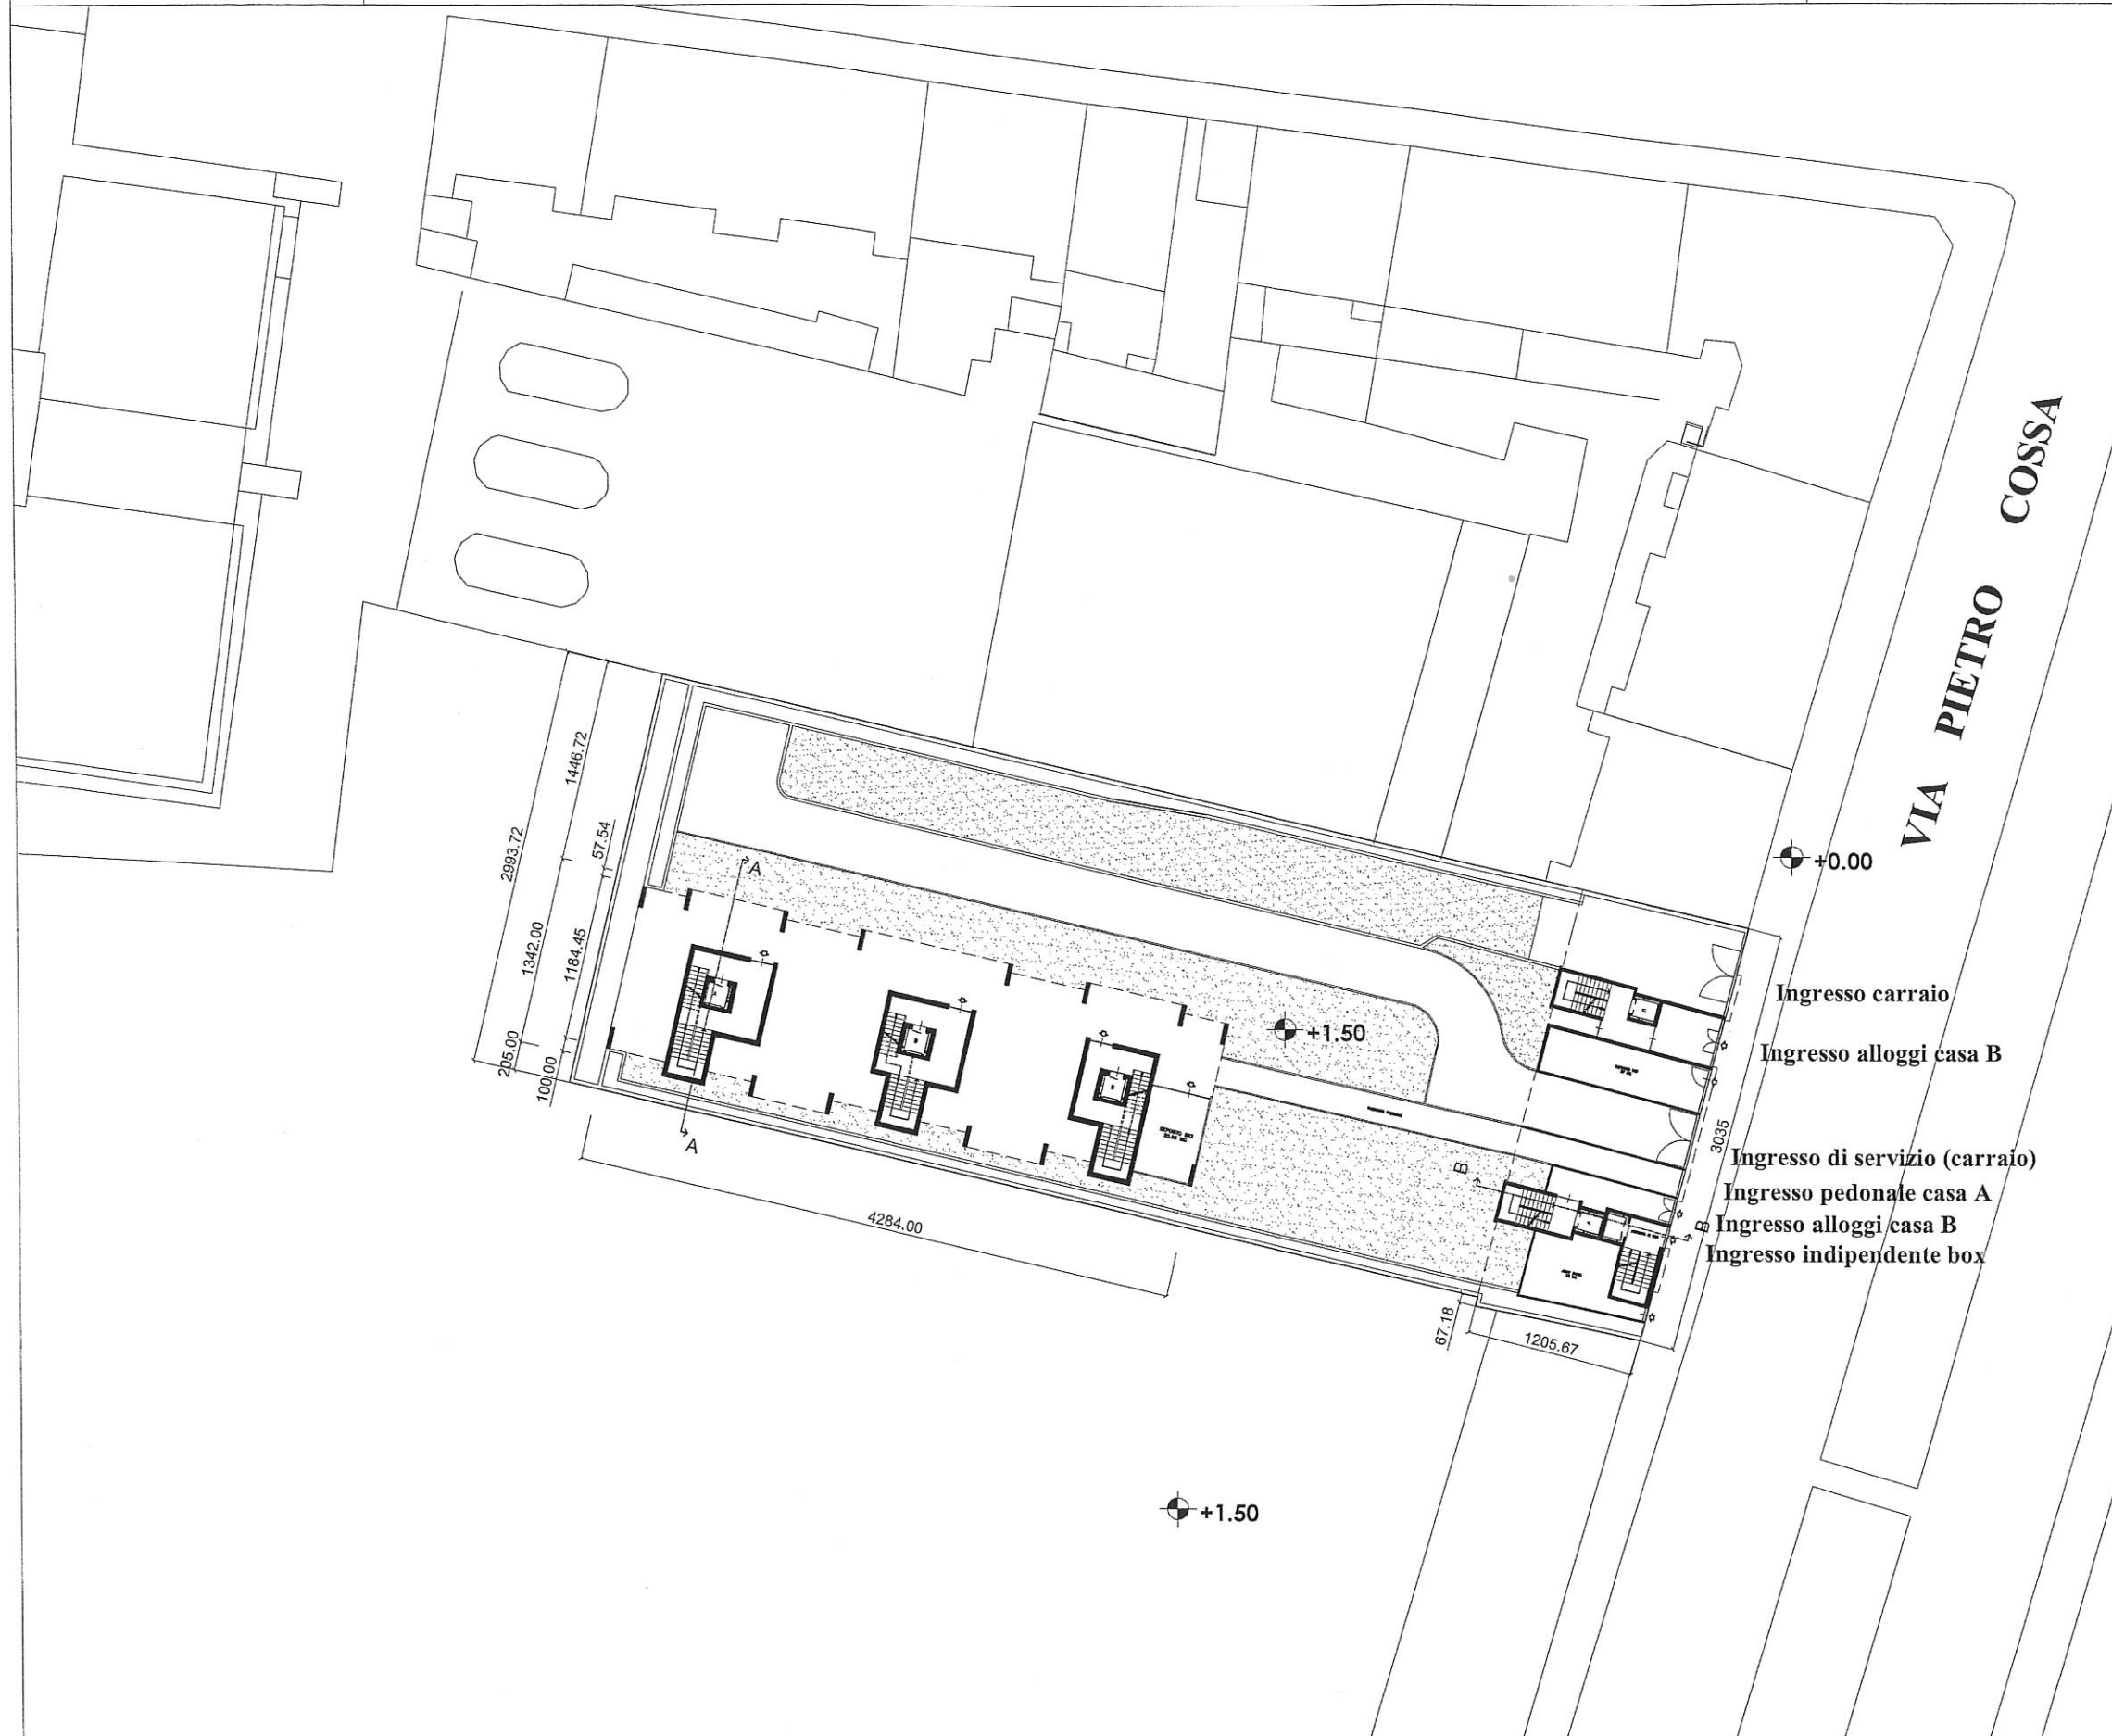 VIA PIETRO COSSA
+0.00
1446.72
57.54
2993.72
1342.00
1184.45
205.00
100.00
A
A
+1.50
Ingresso carraio
Ingresso alloggi casa B
3035
Ingresso di servizio (carraio)
Ingresso pedonale casa A
Ingresso alloggi casa B
Ingresso indipendente box
B
B
4284.00
67.18
1205.67
+1.50